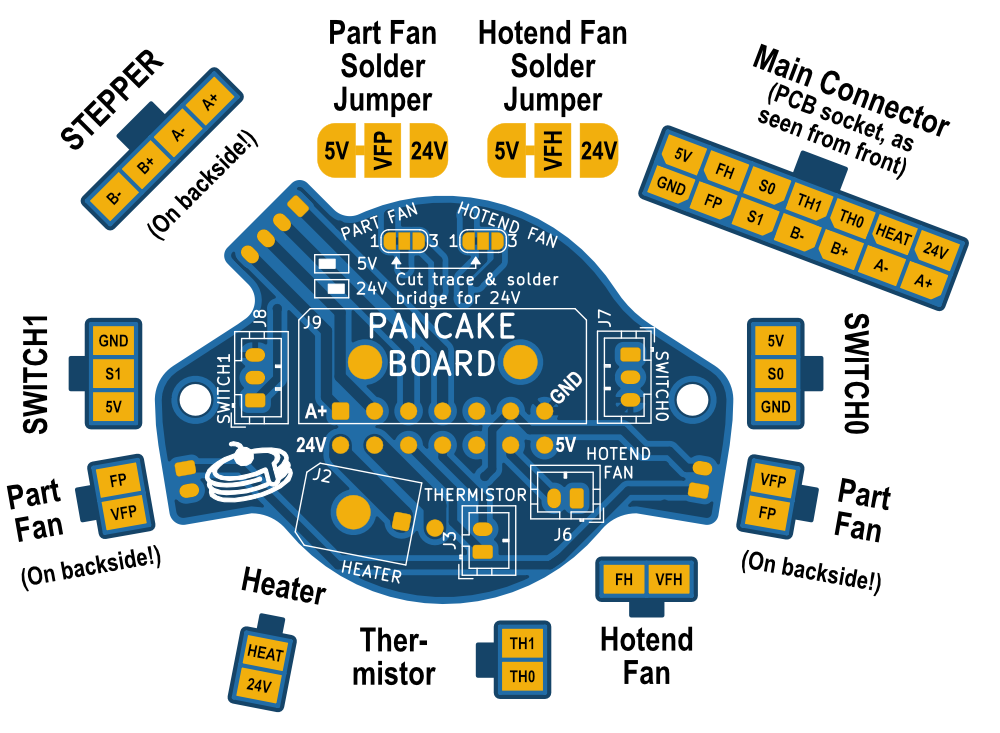 Part Fan
Solder
Jumper
5V VFP 24V
Hotend Fan
Solder
Jumper
5V VFH 24V
Main Connector
(PCB socket, as
seen from front)
5V FH S0 TH1 TH0 HEAT 24V
GND FP S1 B- B+ A- A+
STEPPER
B- B+ A- A+
(On backside!)
PART FAN
1 3
HOTEND FAN
1 3
5V
24V
Cut trace & solder
bridge for 24V
J9
PANCAKE
BOARD
GND
A+
24V
5V
J8
SWITCH1
J7
SWITCH0
SWITCH1
GND
S1
5V
SWITCH0
5V
S0
GND
Part
Fan
FP
VFP
(On backside!)
Part
Fan
VFP
FP
(On backside!)
J2
HEATER
THERMISTOR
J3
HOTEND
FAN
J6
Heater
HEAT
24V
Ther-
mistor
TH1
TH0
FH VFH
Hotend
Fan